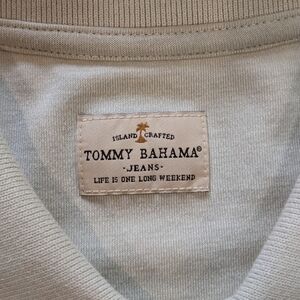 ISLAND CRAFTED
TOMMY BAHAMA®
-JEANS-
LIFE IS ONE LONG WEEKEND